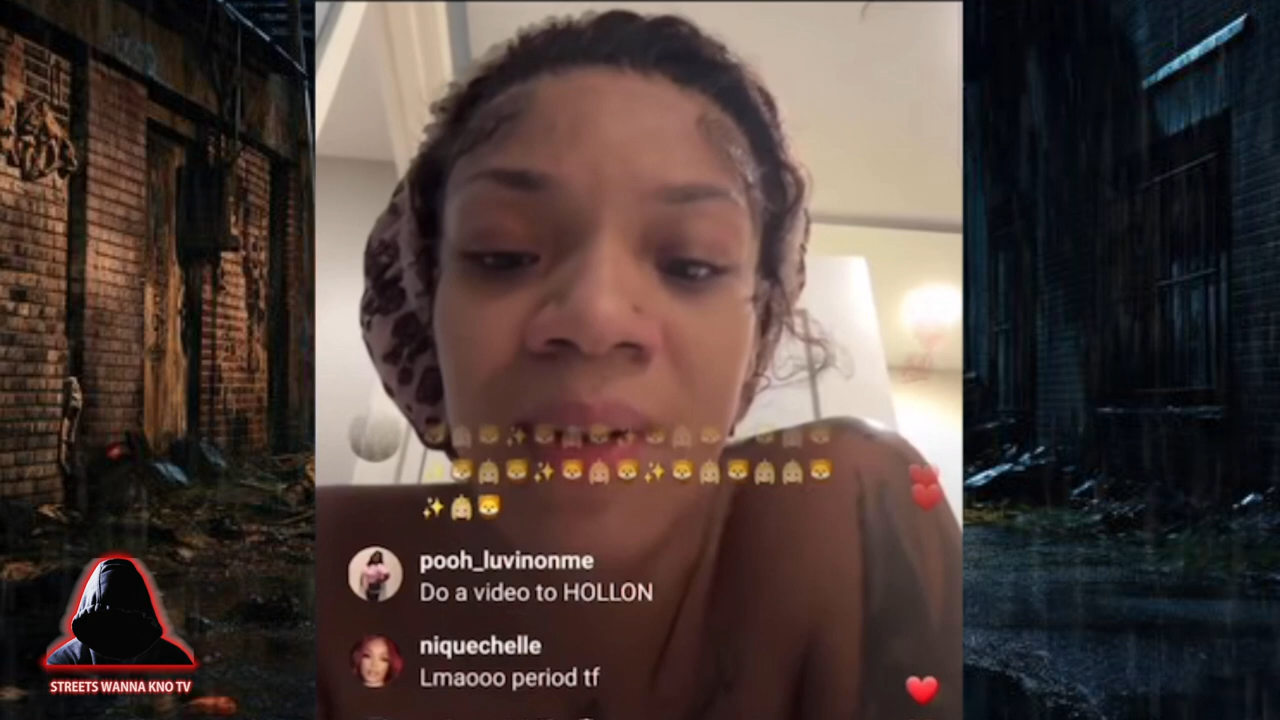 pooh_luvinonme
Do a video to HOLLON
niquechelle
Lmaooo period tf
STREETS WANNA KNO TV